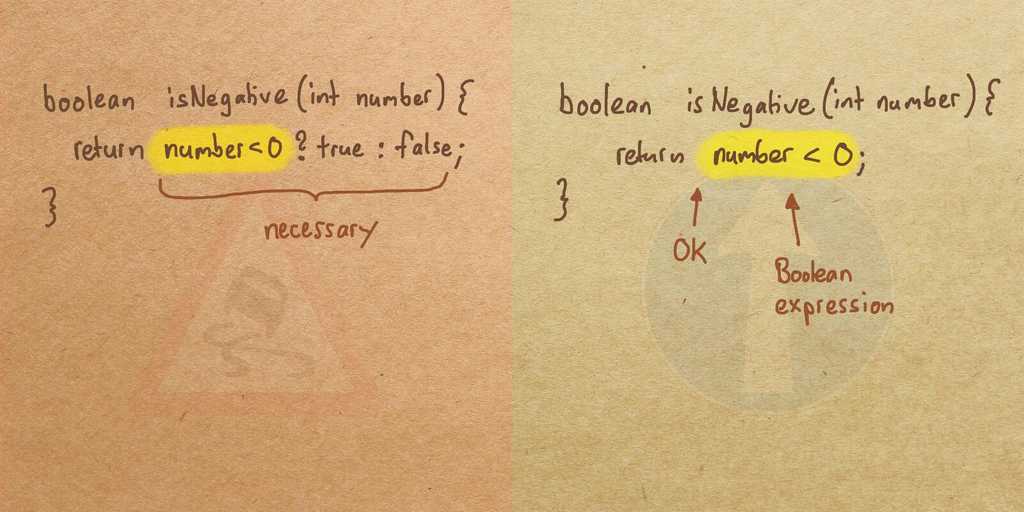 boolean isNegative(int number) {
return number<0 ? true : false;
}
necessary
boolean isNegative(int number) {
return number < 0;
}
OK
Boolean
expression